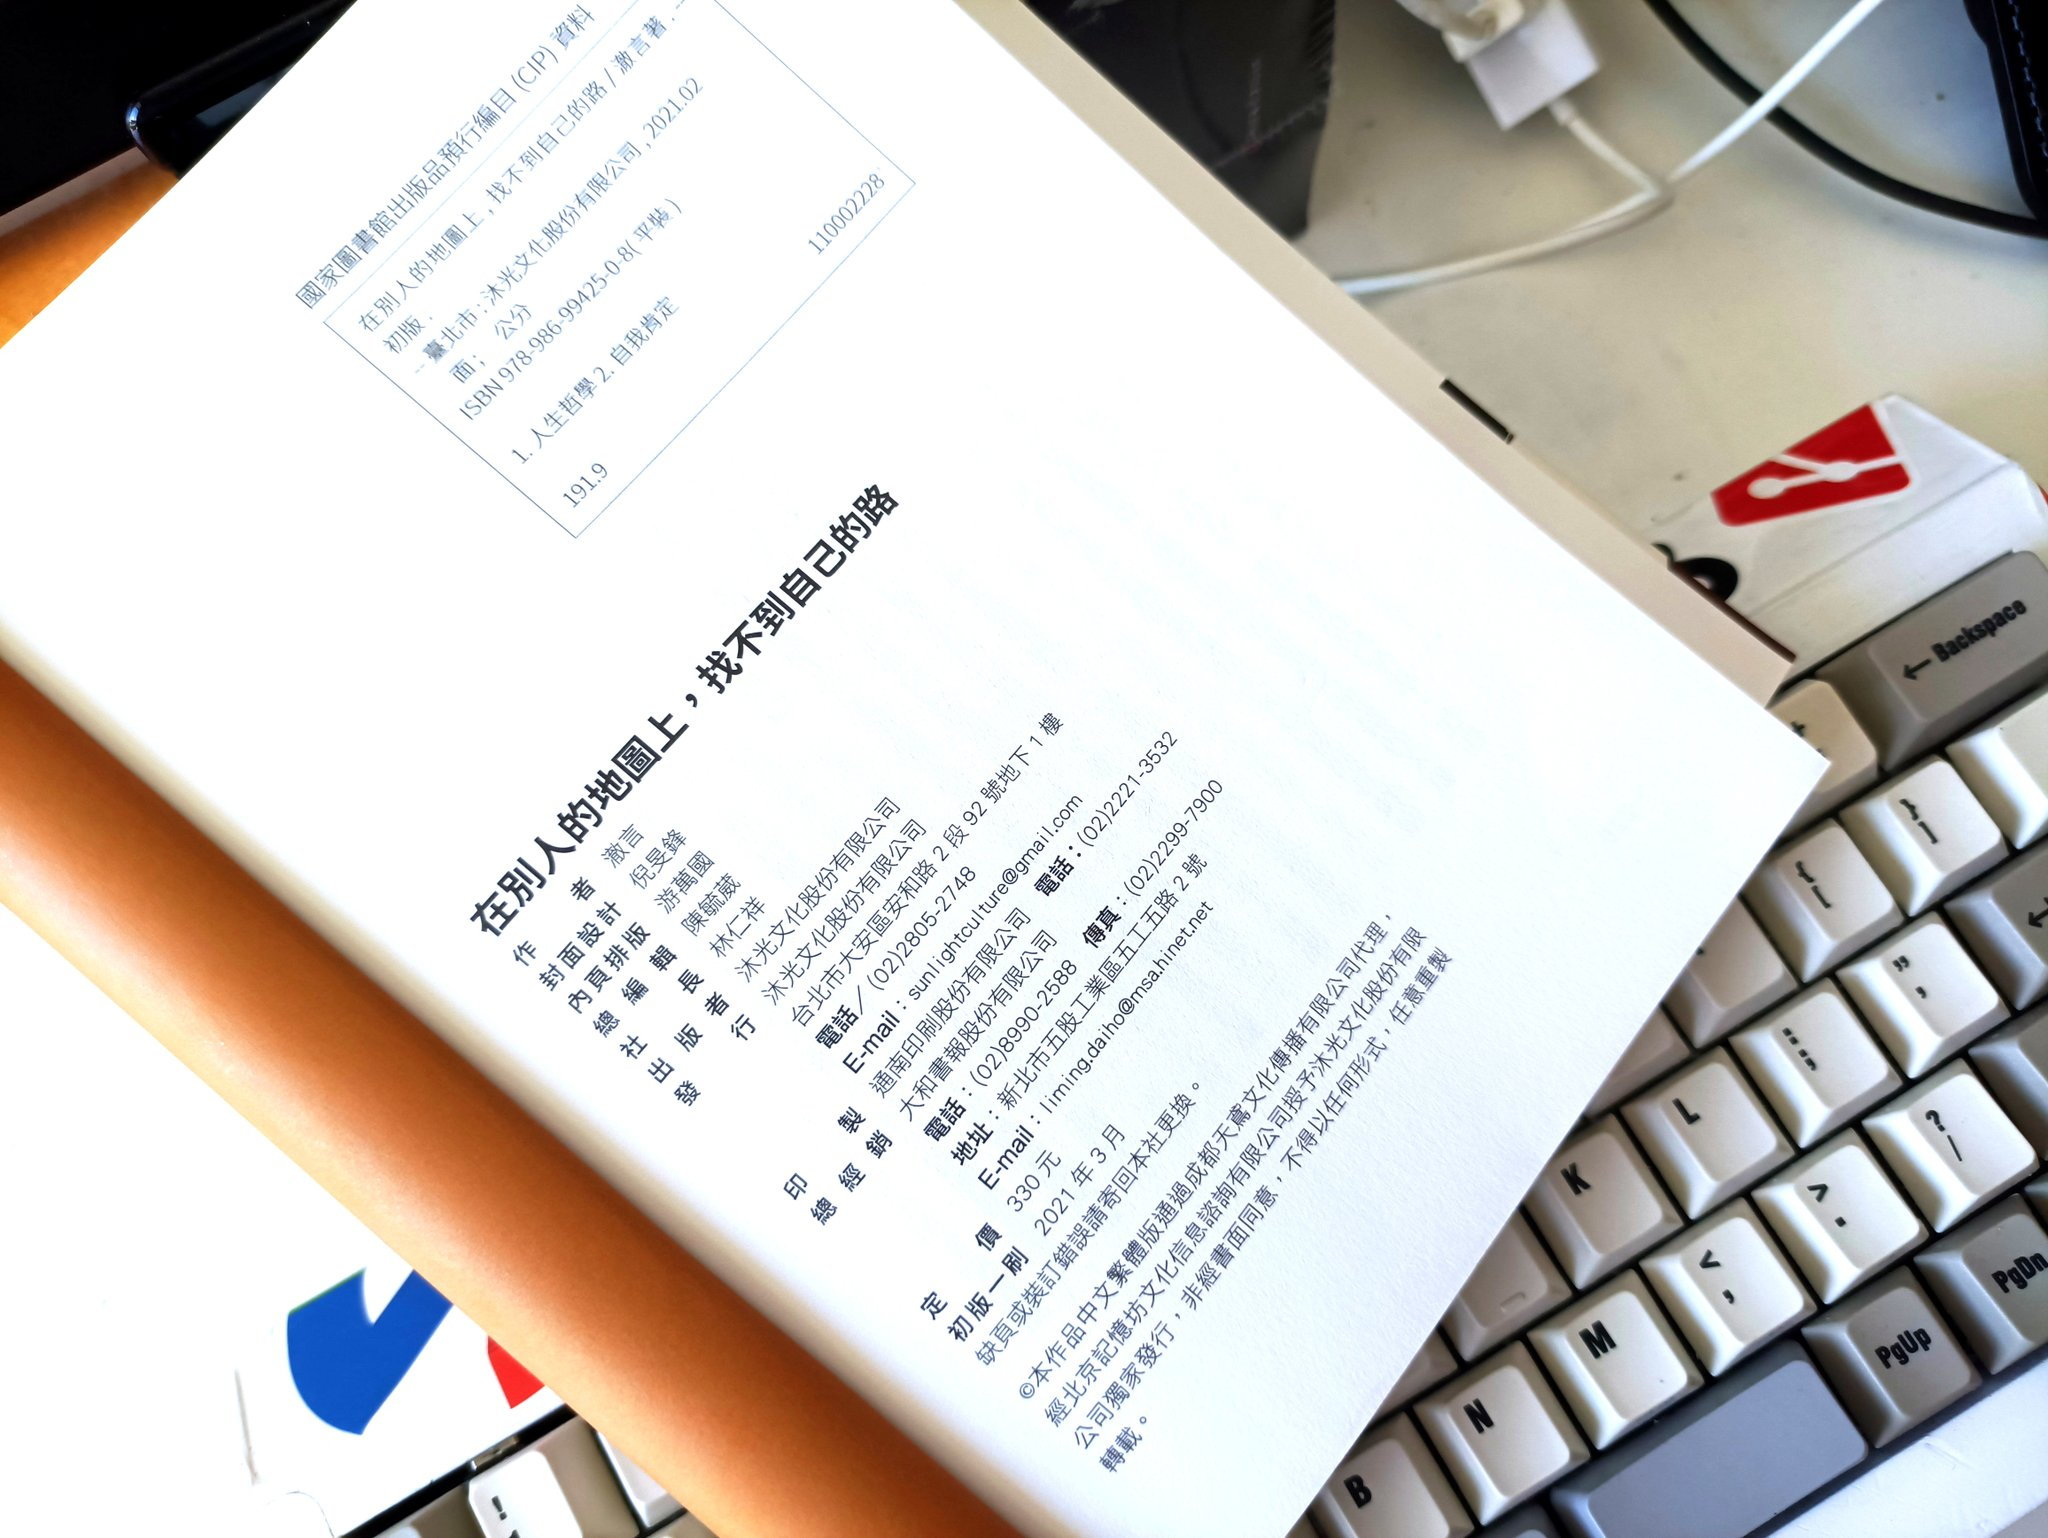 國家圖書館出版品預行編目 (CIP) 資料
在別人的地圖上 , 找不到自己的路 / 澈言著 . --
初版 .
-- 臺北市 : 沐光文化股份有限公司 , 2021.02
面 ; 公分
ISBN 978-986-99425-0-8( 平裝 )
1. 人生哲學 2. 自我肯定
191.9 110002228
在別人的地圖上,找不到自己的路
作者 澈言
封面設計 倪旻鋒
內頁排版 游萬國
總編輯 陳毓葳
社長 林仁祥
出版者 沐光文化股份有限公司
發行 沐光文化股份有限公司
台北市大安區安和路 2 段 92 號地下 1 樓
電話/(02)2805-2748
E-mail:sunlightculture@gmail.com
印製 通南印刷股份有限公司 電話:(02)2221-3532
總經銷 大和書報股份有限公司
電話:(02)8990-2588 傳真:(02)2299-7900
地址:新北市五股工業區五工五路 2 號
E-mail:liming.daiho@msa.hinet.net
定價 330 元
初版一刷 2021 年 3 月
缺頁或裝訂錯誤請寄回本社更換。
©本作品中文繁體版通過成都天鳶文化傳播有限公司代理,
經北京記憶坊文化信息諮詢有限公司授予沐光文化股份有限
公司獨家發行,非經書面同意,不得以任何形式,任意重製
轉載。
← Backspace
} ]
{ [
" '
: ;
L
K
? /
> .
< ,
M
N
B
PgUp
PgDn
!